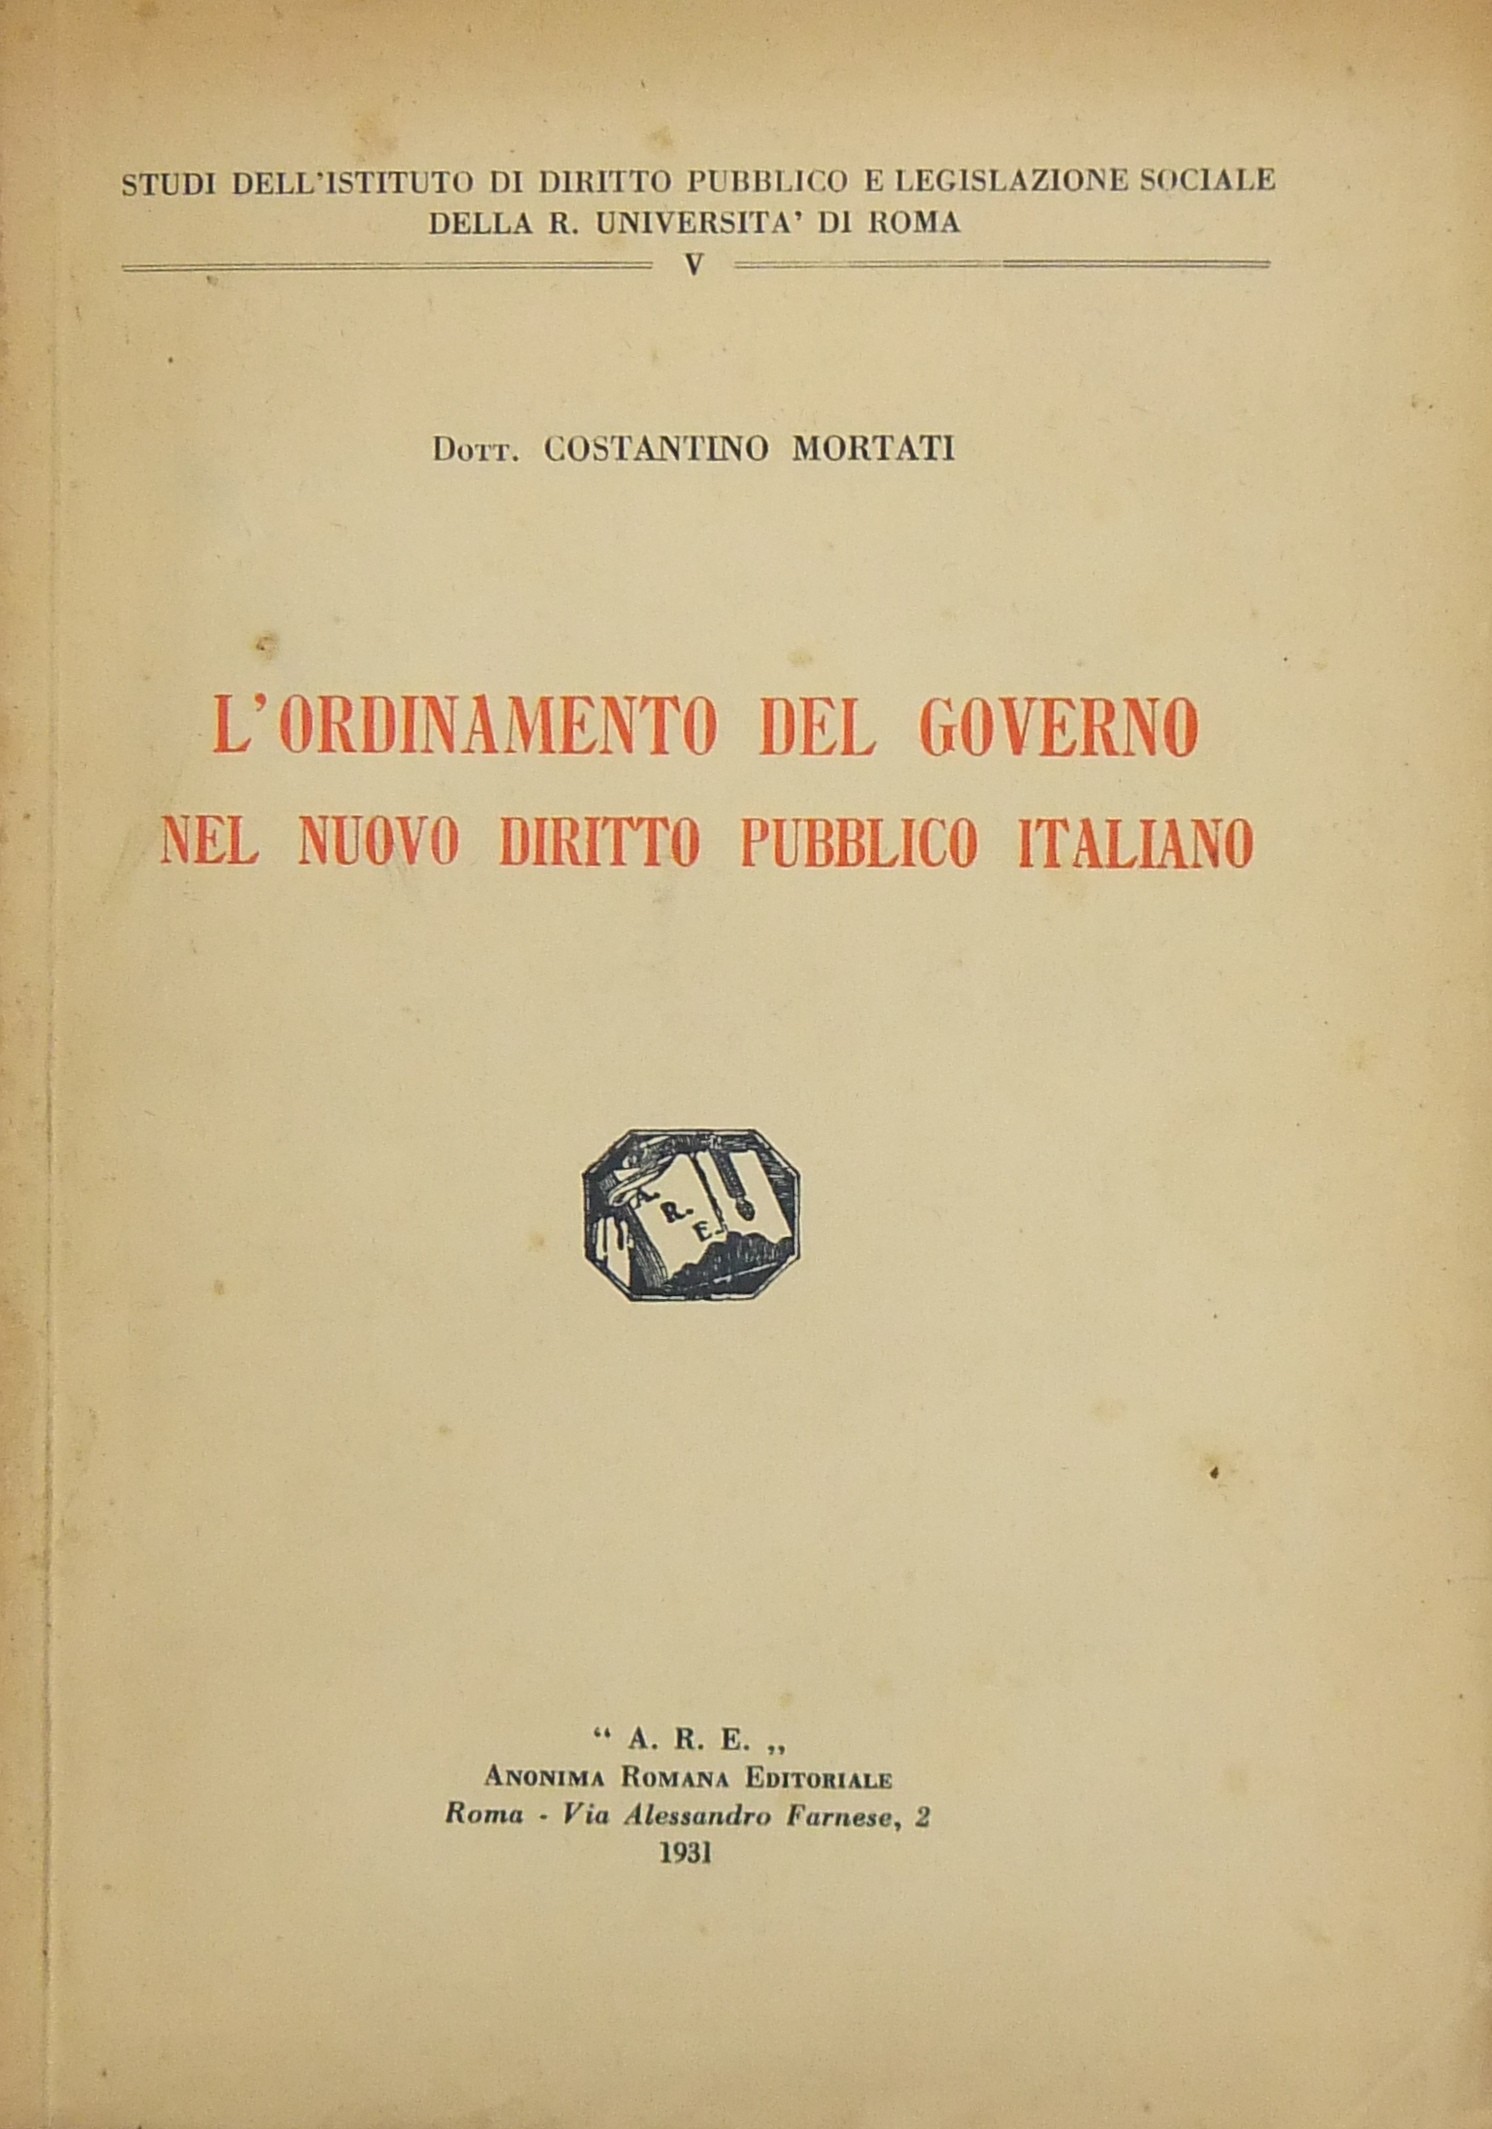 STUDI DELL'ISTITUTO DI DIRITTO PUBBLICO E LEGISLAZIONE SOCIALE
DELLA R. UNIVERSITA' DI ROMA
V
Dott. COSTANTINO MORTATI
L'ORDINAMENTO DEL GOVERNO
NEL NUOVO DIRITTO PUBBLICO ITALIANO
A.
R.
E.
“ A. R. E. „
Anonima Romana Editoriale
Roma - Via Alessandro Farnese, 2
1931